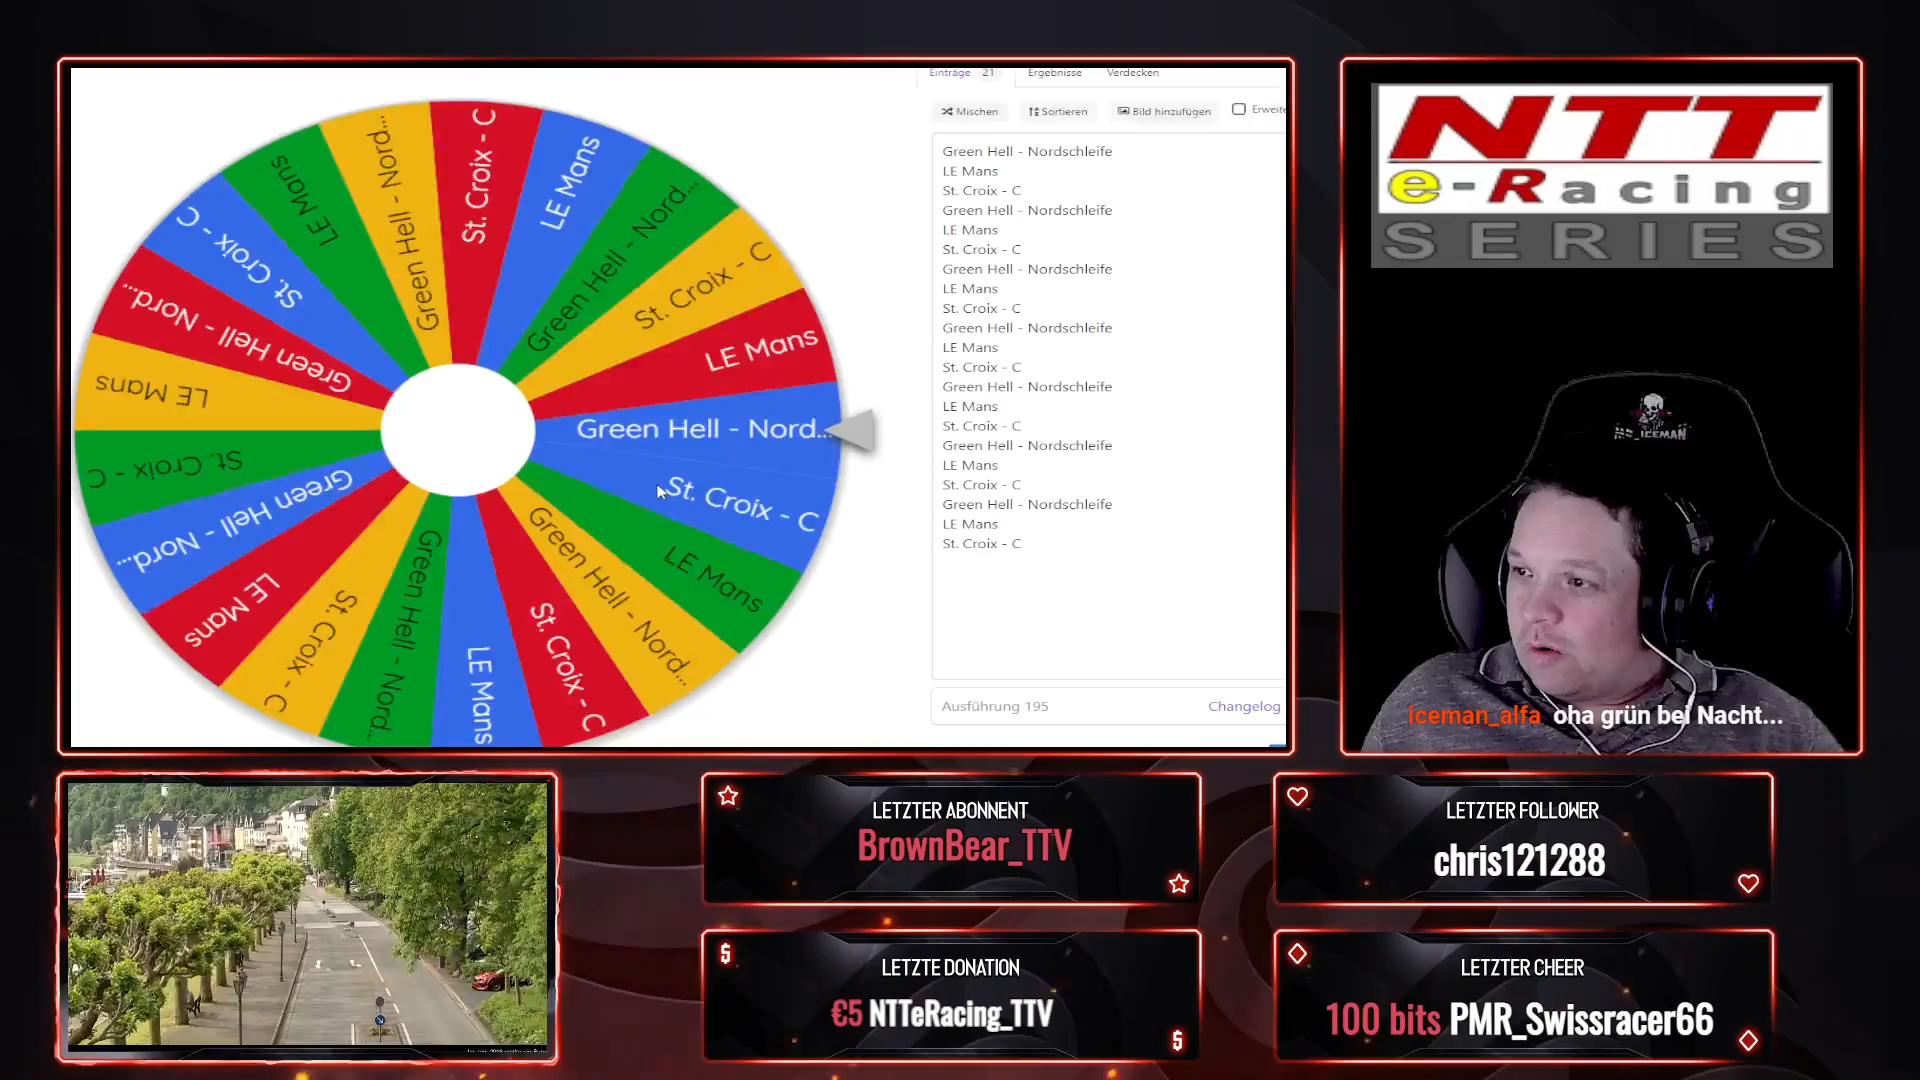 Einträge 21
Ergebnisse
Verdecken
Mischen
Sortieren
Bild hinzufügen
Erweite
Green Hell - Nordschleife
LE Mans
St. Croix - C
Green Hell - Nordschleife
LE Mans
St. Croix - C
Green Hell - Nordschleife
LE Mans
St. Croix - C
Green Hell - Nordschleife
LE Mans
St. Croix - C
Green Hell - Nordschleife
LE Mans
St. Croix - C
Green Hell - Nordschleife
LE Mans
St. Croix - C
Green Hell - Nordschleife
LE Mans
St. Croix - C
Ausführung 195
Changelog
St. Croix - C
LE Mans
Green Hell - Nord...
St. Croix - C
LE Mans
Green Hell - Nord...
St. Croix - C
LE Mans
Green Hell - Nord...
St. Croix - C
LE Mans
Green Hell - Nord...
St. Croix - C
LE Mans
Green Hell - Nord...
St. Croix - C
LE Mans
Green Hell - Nord...
St. Croix - C
LE Mans
Green Hell - Nord...
NTT
e-Racing
SERIES
MR_ICEMAN
iceman_alfa oha grün bei Nacht...
LETZTER ABONNENT
BrownBear_TTV
LETZTER FOLLOWER
chris121288
LETZTE DONATION
€5 NTTeRacing_TTV
LETZTER CHEER
100 bits PMR_Swissracer66